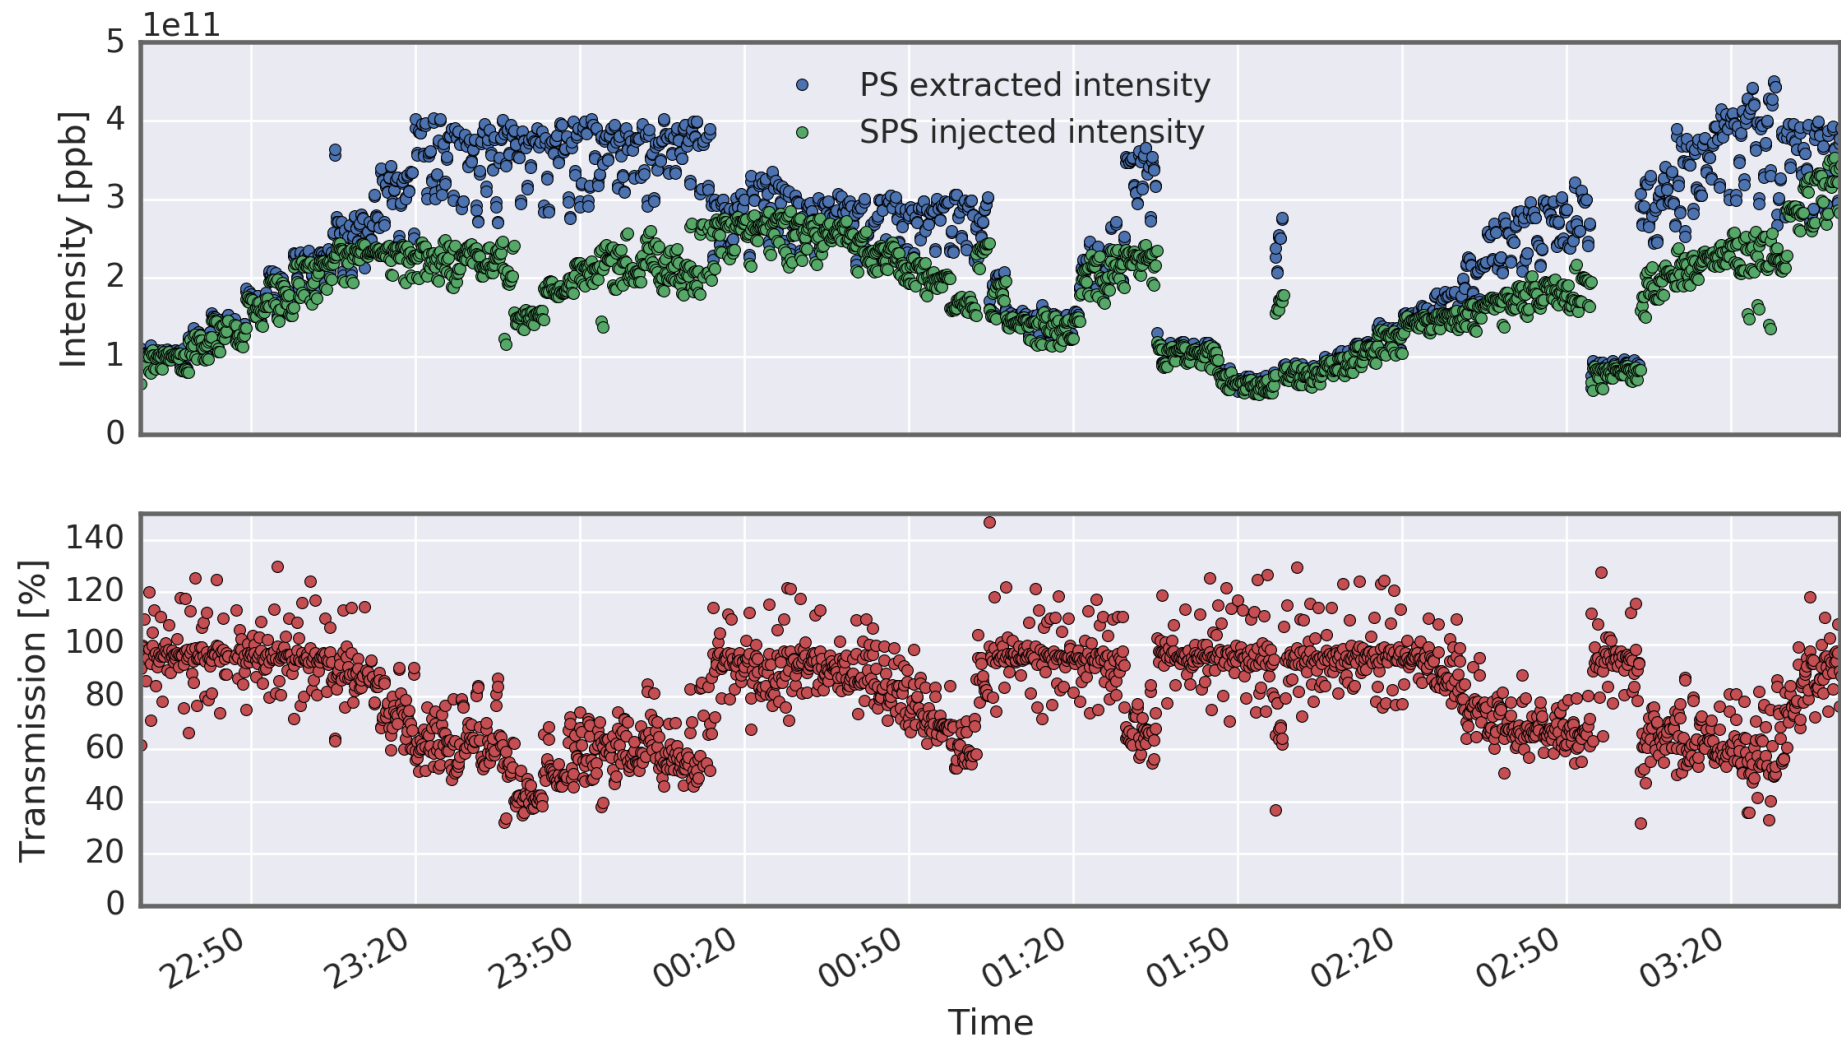 1e11
5
4
3
2
1
0
Intensity [ppb]
PS extracted intensity
SPS injected intensity
140
120
100
80
60
40
20
0
Transmission [%]
22:50 23:20 23:50 00:20 00:50 01:20 01:50 02:20 02:50 03:20
Time